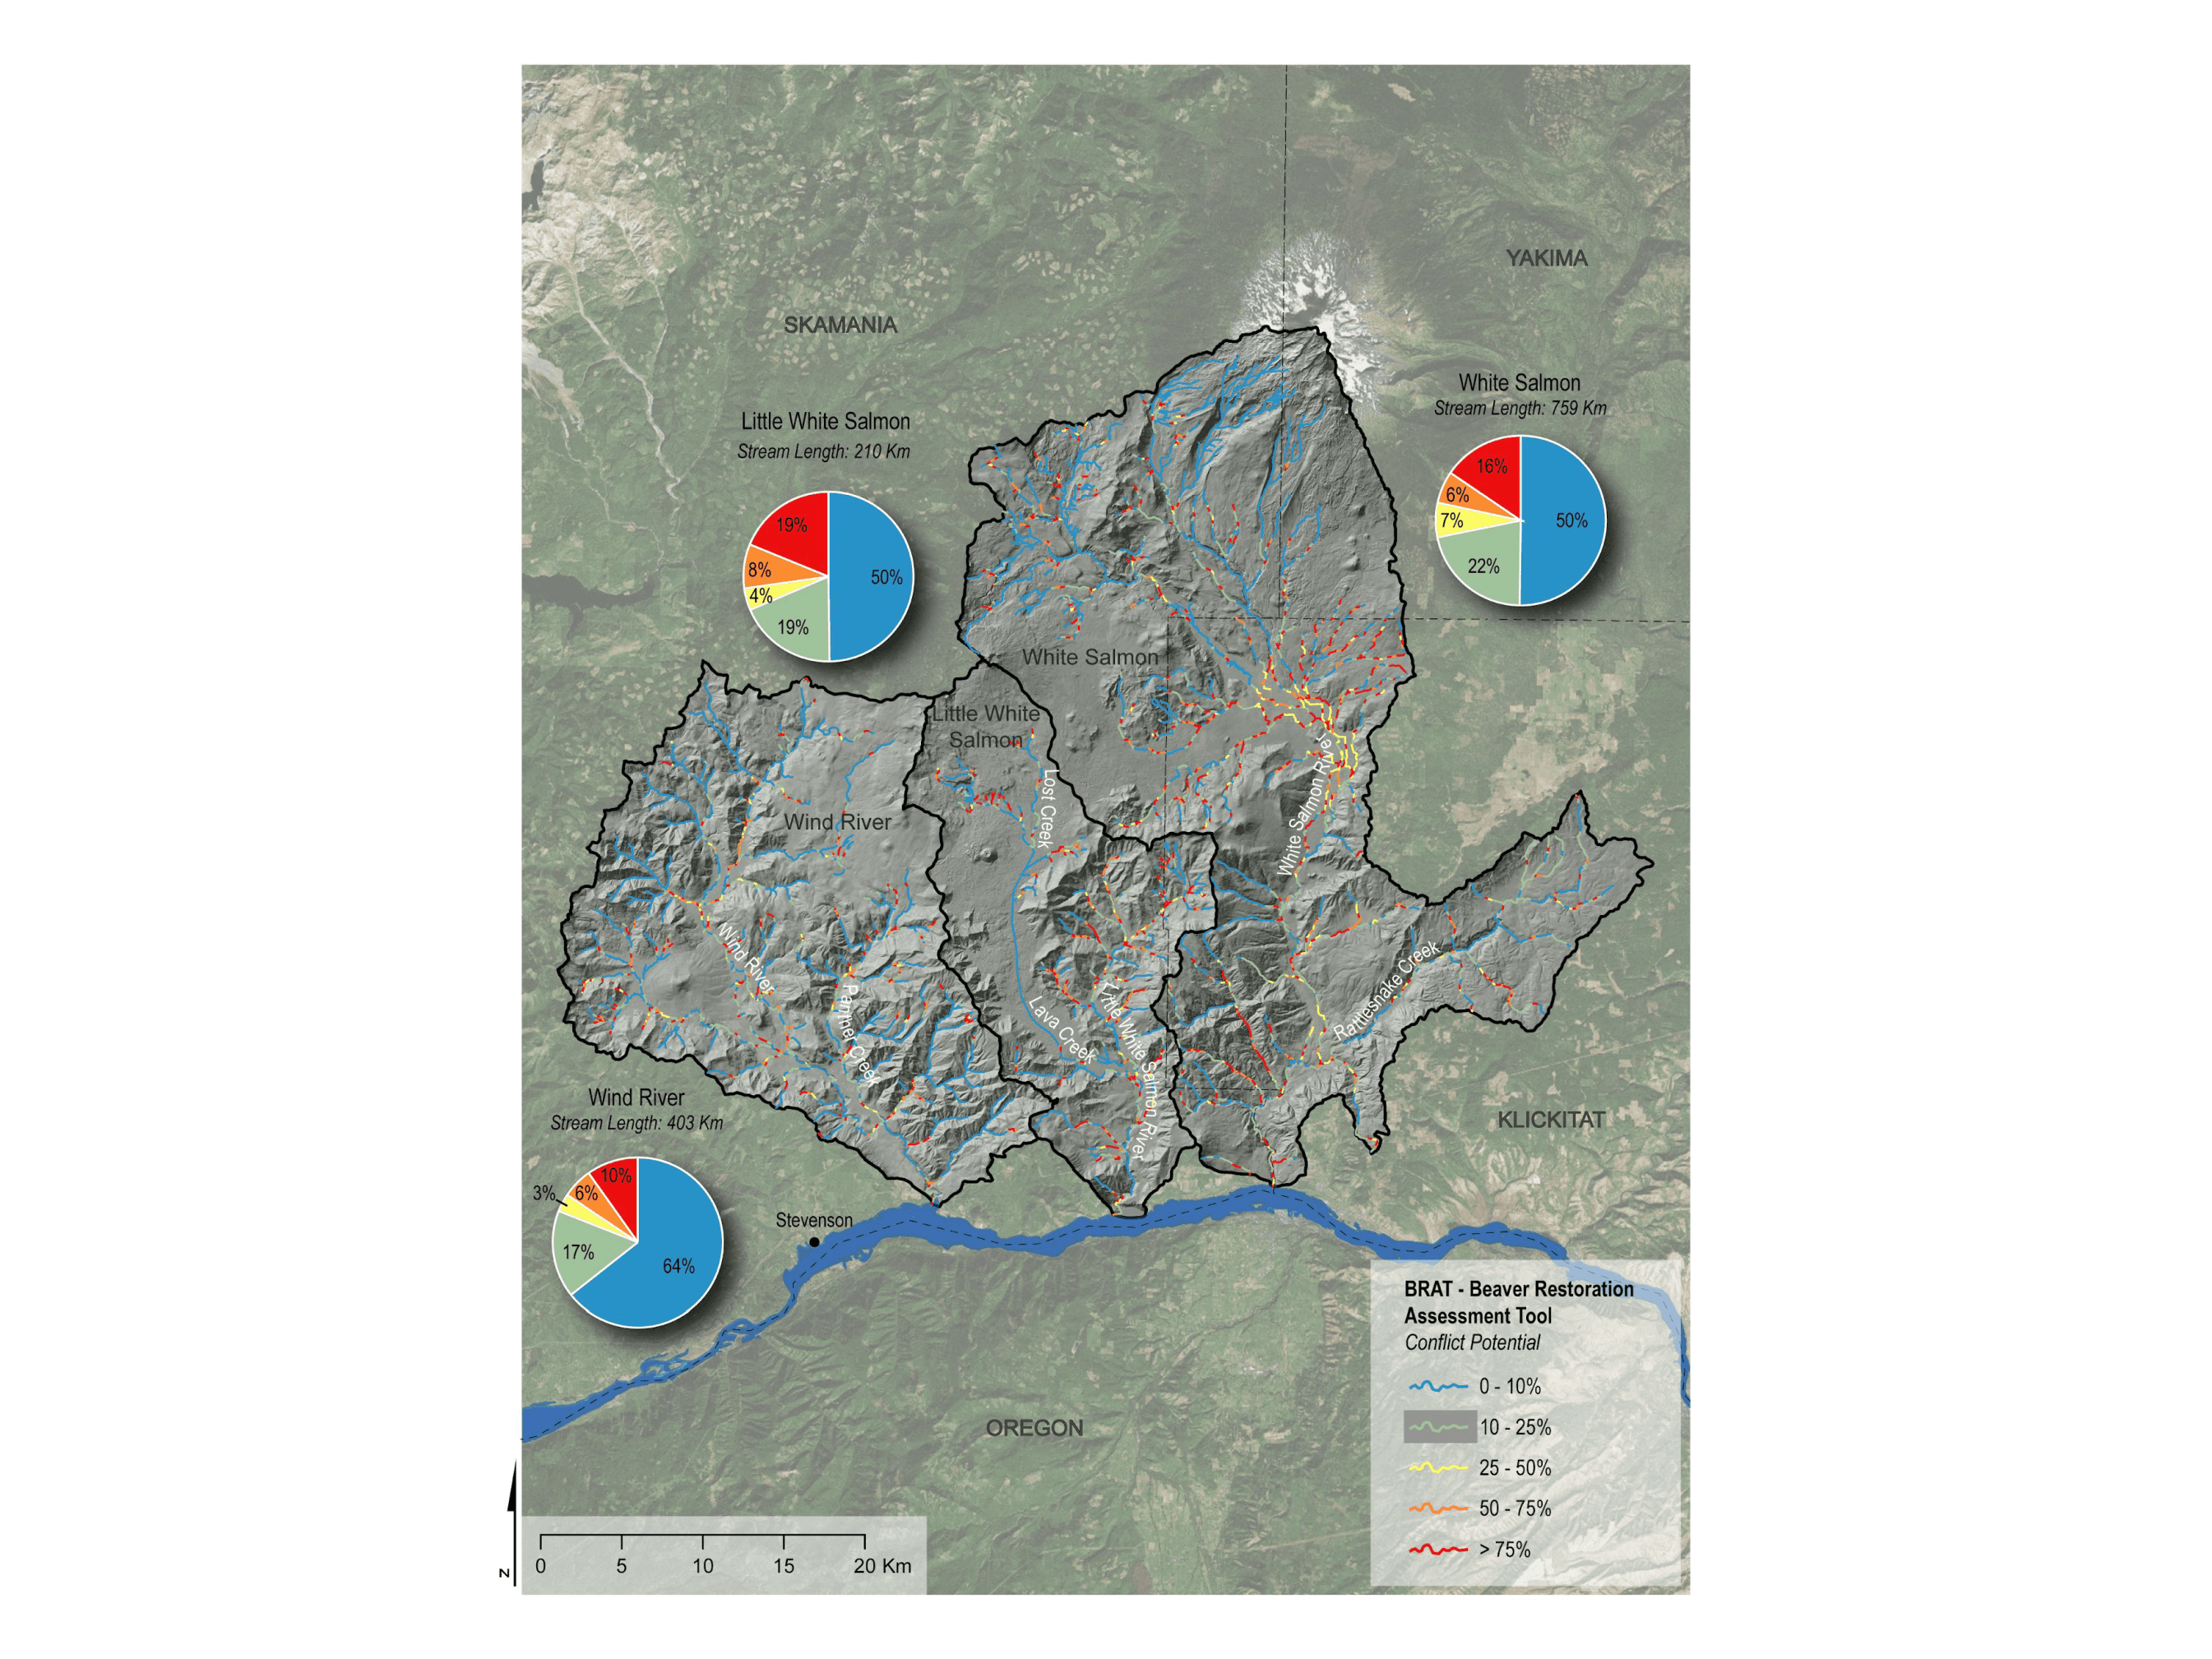 YAKIMA
SKAMANIA
White Salmon
Stream Length: 759 Km
16%
6%
7%
50%
22%
Little White Salmon
Stream Length: 210 Km
19%
8%
4%
50%
19%
White Salmon
Little White
Salmon
Lost Creek
White Salmon River
Wind River
Wind River
Panther Creek
Lava Creek
Little White Salmon River
Rattlesnake Creek
Wind River
Stream Length: 403 Km
10%
6%
3%
17%
64%
KLICKITAT
Stevenson
OREGON
BRAT - Beaver Restoration
Assessment Tool
Conflict Potential
0 - 10%
10 - 25%
25 - 50%
50 - 75%
> 75%
N
0 5 10 15 20 Km